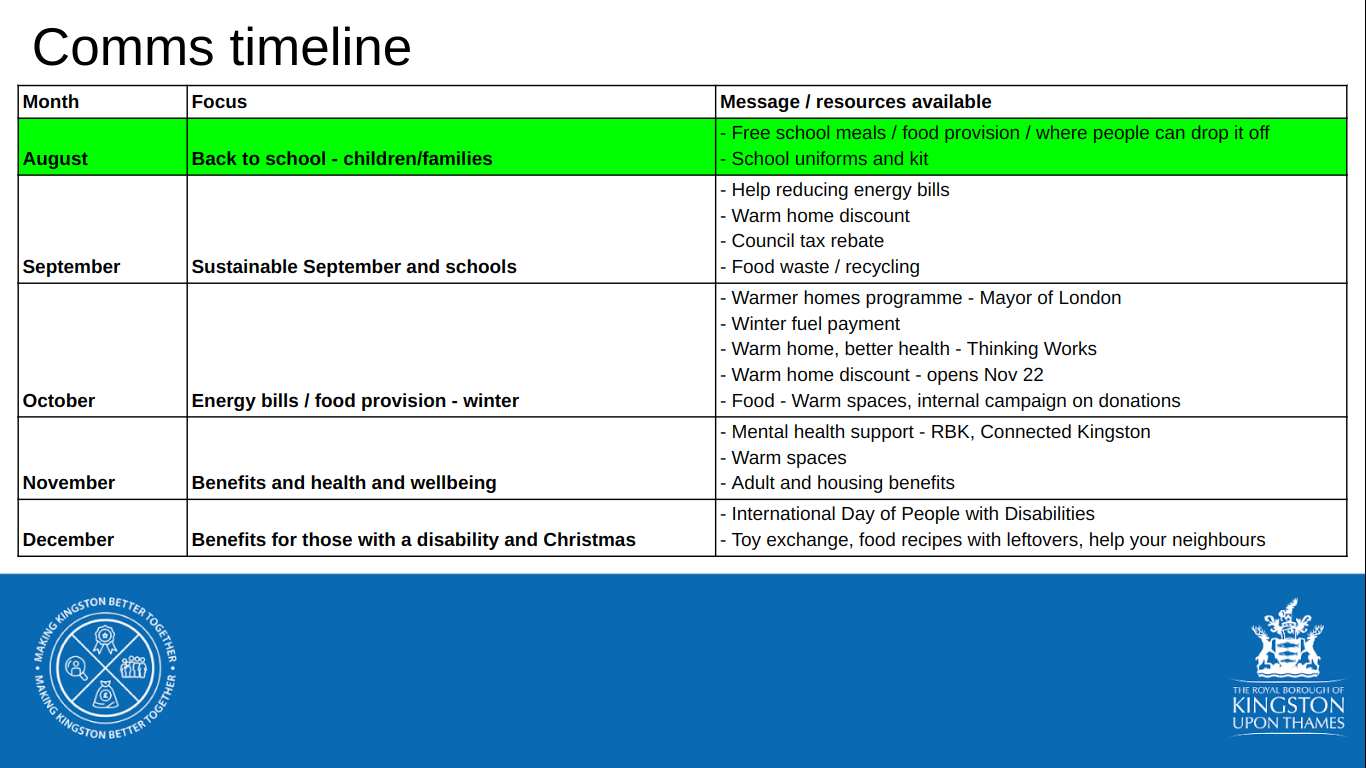 Comms timeline
Month Focus Message / resources available
- Free school meals / food provision / where people can drop it off
August Back to school - children/families - School uniforms and kit
- Help reducing energy bills
- Warm home discount
- Council tax rebate
September Sustainable September and schools - Food waste / recycling
- Warmer homes programme - Mayor of London
- Winter fuel payment
- Warm home, better health - Thinking Works
- Warm home discount - opens Nov 22
October Energy bills / food provision - winter - Food - Warm spaces, internal campaign on donations
- Mental health support - RBK, Connected Kingston
- Warm spaces
November Benefits and health and wellbeing - Adult and housing benefits
- International Day of People with Disabilities
December Benefits for those with a disability and Christmas - Toy exchange, food recipes with leftovers, help your neighbours
MAKING KINGSTON BETTER TOGETHER
MAKING KINGSTON BETTER TOGETHER
£
THE ROYAL BOROUGH OF
KINGSTON
UPON THAMES